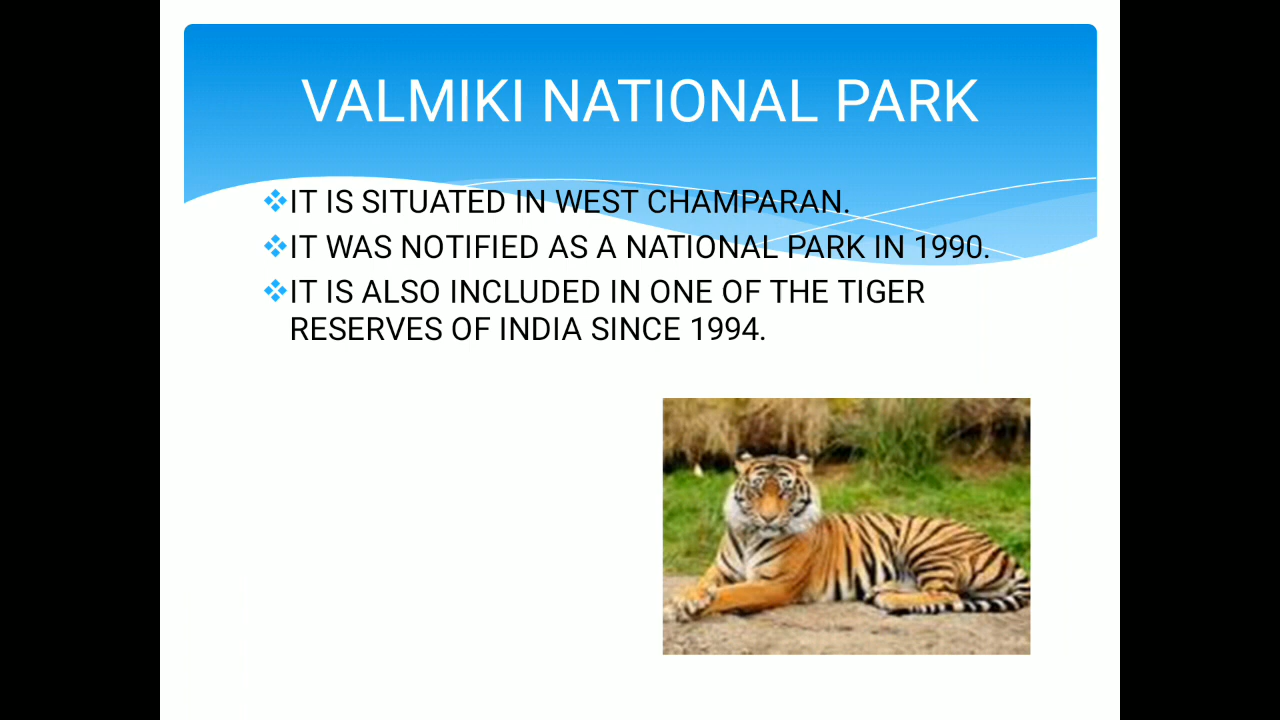 VALMIKI NATIONAL PARK
❖IT IS SITUATED IN WEST CHAMPARAN.
❖IT WAS NOTIFIED AS A NATIONAL PARK IN 1990.
❖IT IS ALSO INCLUDED IN ONE OF THE TIGER
RESERVES OF INDIA SINCE 1994.